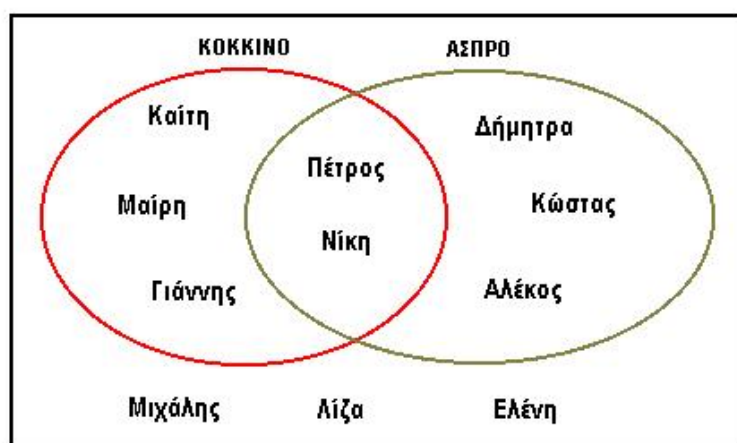 ΚΟΚΚΙΝΟ ΑΣΠΡΟ
Καίτη
Δήμητρα
Πέτρος
Μαίρη
Κώστας
Νίκη
Γιάννης
Αλέκος
Μιχάλης Λίζα Ελένη